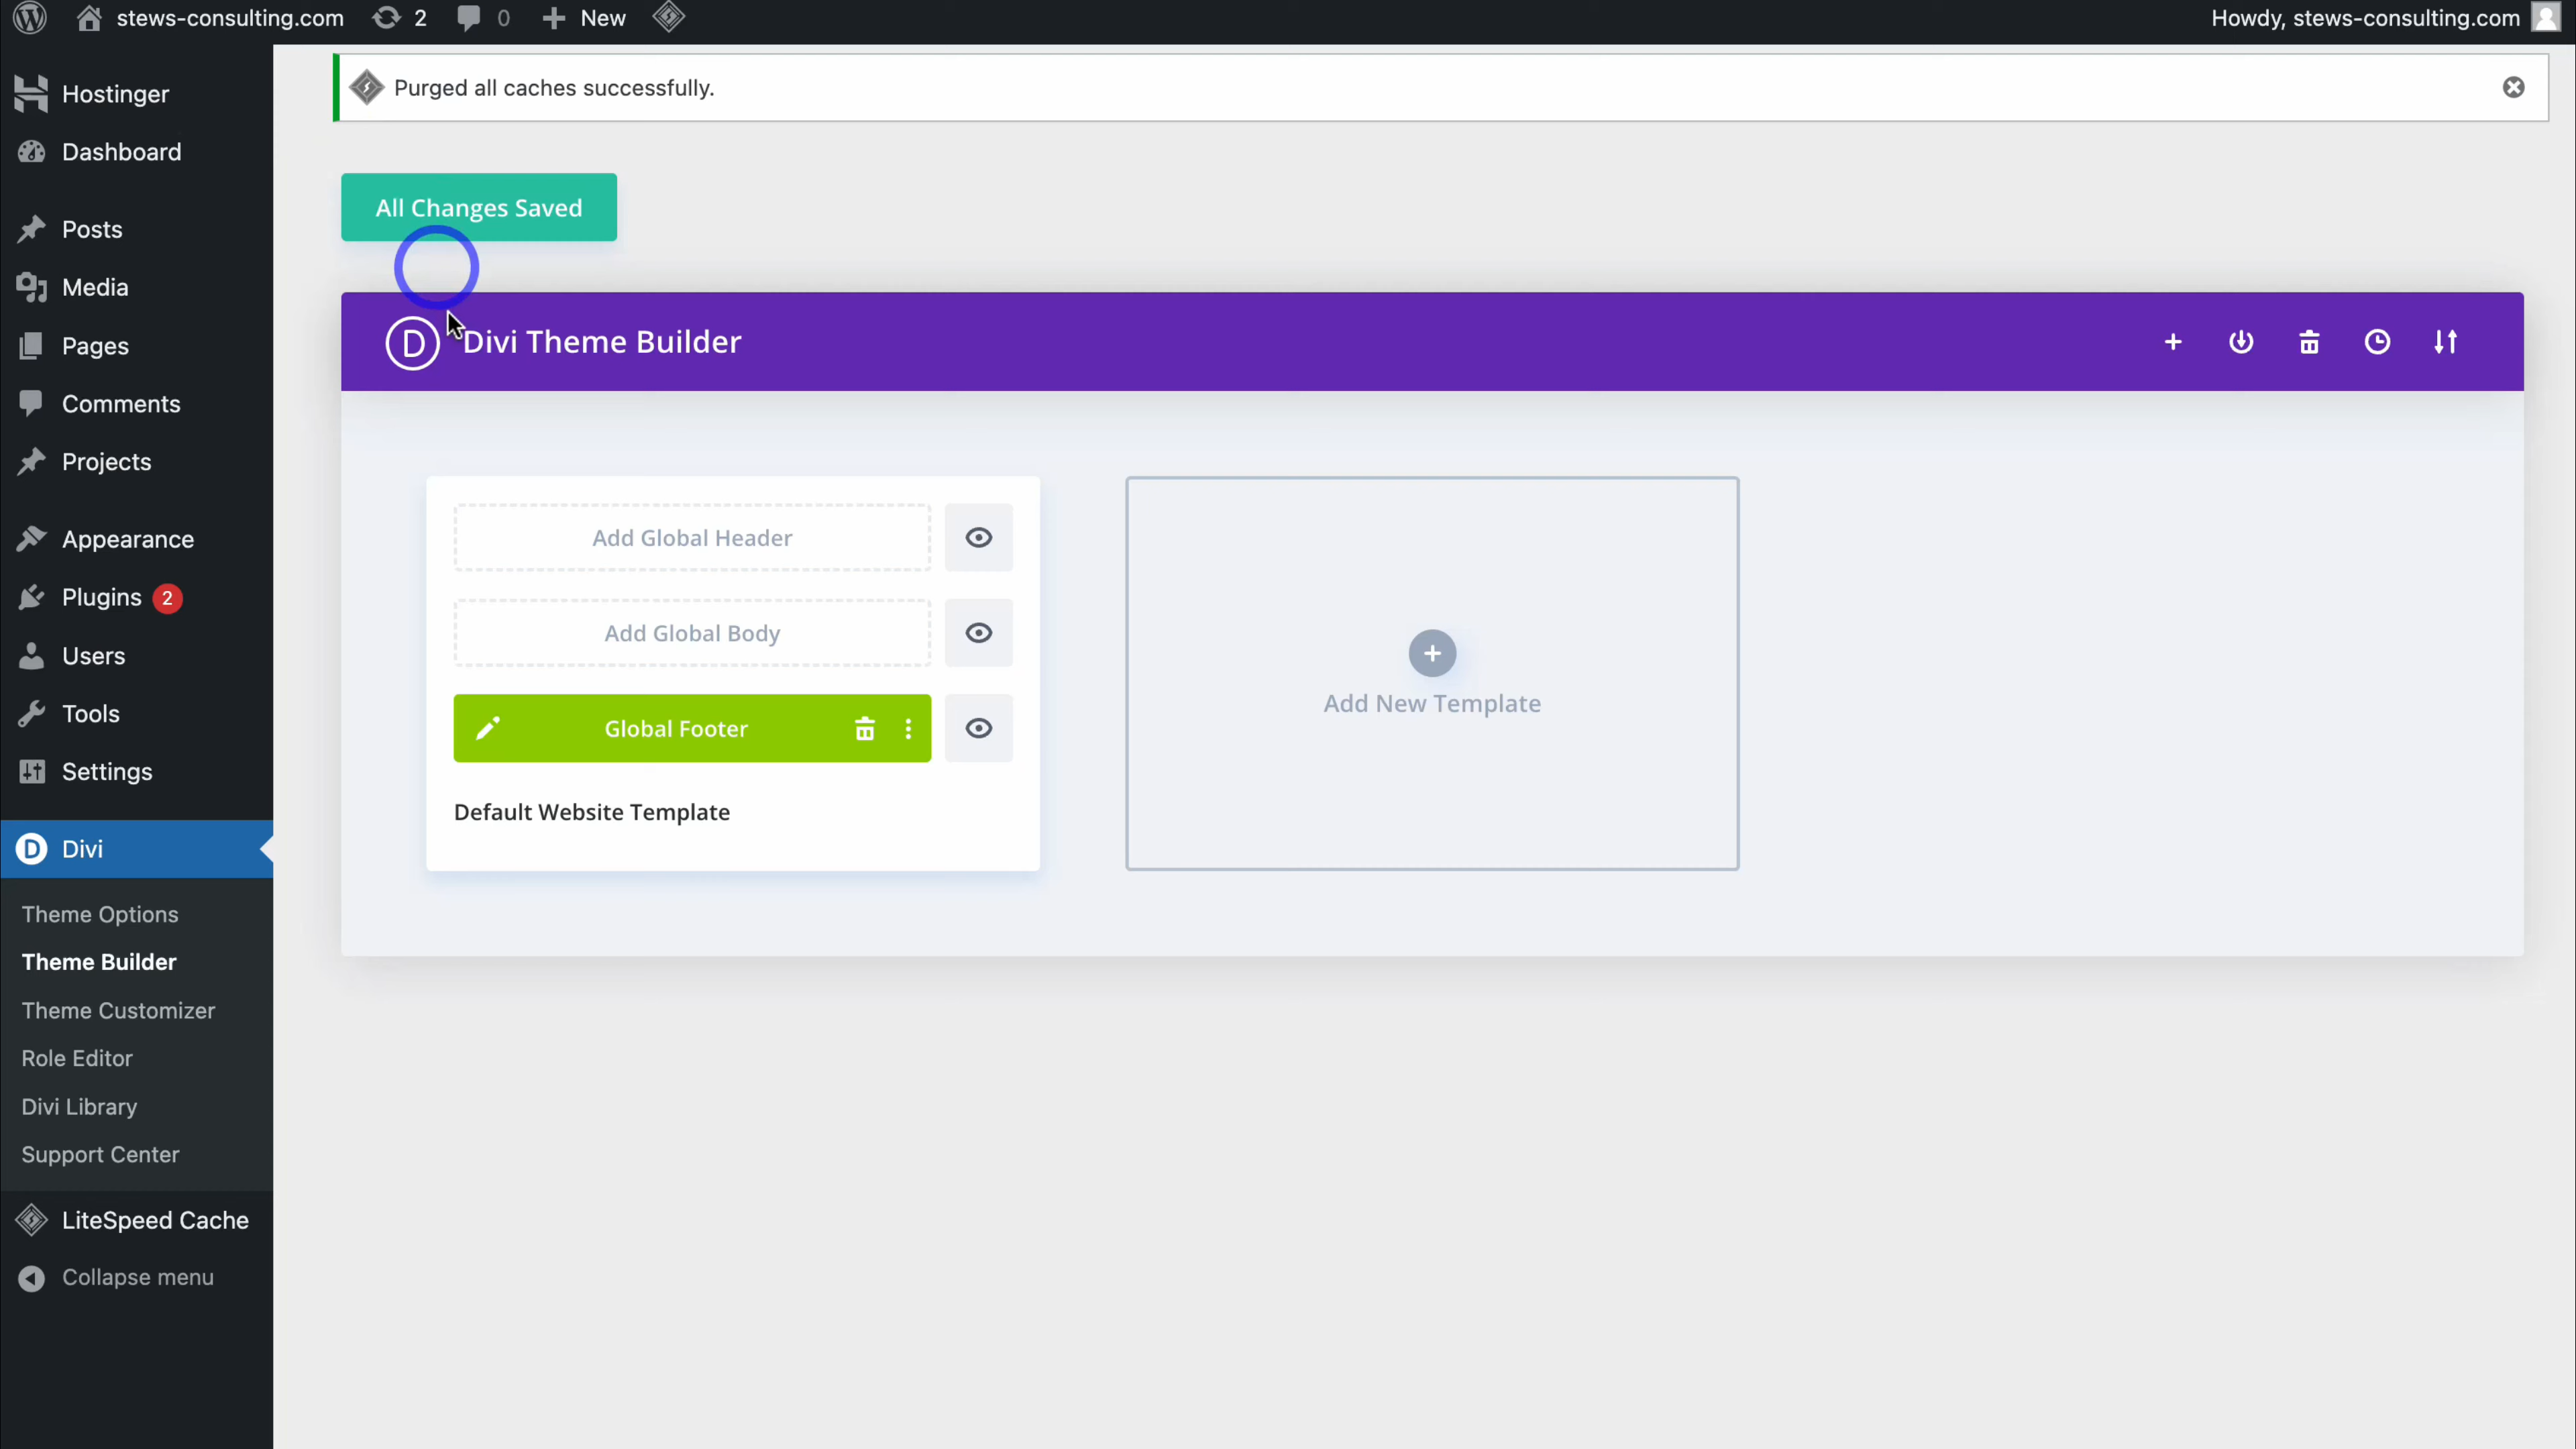 stews-consulting.com 2 0 New Howdy, stews-consulting.com
Hostinger
Dashboard
Posts
Media
Pages
Comments
Projects
Appearance
Plugins 2
Users
Tools
Settings
D Divi
Theme Options
Theme Builder
Theme Customizer
Role Editor
Divi Library
Support Center
LiteSpeed Cache
Collapse menu
Purged all caches successfully.
All Changes Saved
D Divi Theme Builder
Add Global Header
Add Global Body
Global Footer
Default Website Template
Add New Template